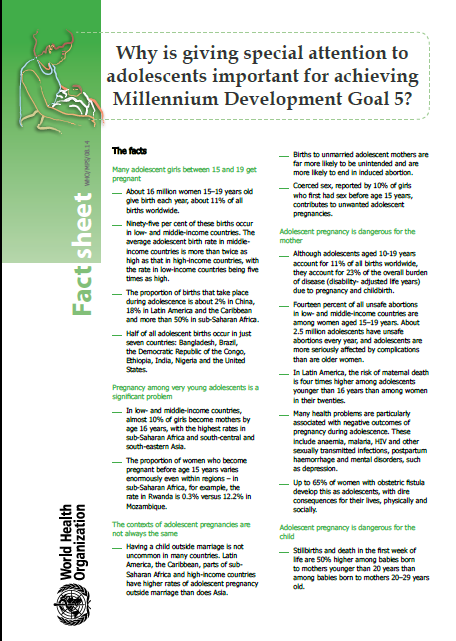 Why is giving special attention to
adolescents important for achieving
Millennium Development Goal 5?
Fact sheet
WHO/MPS/08.14
World Health
Organization
The facts
Many adolescent girls between 15 and 19 get
pregnant
— About 16 million women 15–19 years old
give birth each year, about 11% of all
births worldwide.
— Ninety-five per cent of these births occur
in low- and middle-income countries. The
average adolescent birth rate in middle-
income countries is more than twice as
high as that in high-income countries, with
the rate in low-income countries being five
times as high.
— The proportion of births that take place
during adolescence is about 2% in China,
18% in Latin America and the Caribbean
and more than 50% in sub-Saharan Africa.
— Half of all adolescent births occur in just
seven countries: Bangladesh, Brazil,
the Democratic Republic of the Congo,
Ethiopia, India, Nigeria and the United
States.
Pregnancy among very young adolescents is a
significant problem
— In low- and middle-income countries,
almost 10% of girls become mothers by
age 16 years, with the highest rates in
sub-Saharan Africa and south-central and
south-eastern Asia.
— The proportion of women who become
pregnant before age 15 years varies
enormously even within regions – in
sub-Saharan Africa, for example, the
rate in Rwanda is 0.3% versus 12.2% in
Mozambique.
The contexts of adolescent pregnancies are
not always the same
— Having a child outside marriage is not
uncommon in many countries. Latin
America, the Caribbean, parts of sub-
Saharan Africa and high-income countries
have higher rates of adolescent pregnancy
outside marriage than does Asia.
— Births to unmarried adolescent mothers are
far more likely to be unintended and are
more likely to end in induced abortion.
— Coerced sex, reported by 10% of girls
who first had sex before age 15 years,
contributes to unwanted adolescent
pregnancies.
Adolescent pregnancy is dangerous for the
mother
— Although adolescents aged 10-19 years
account for 11% of all births worldwide,
they account for 23% of the overall burden
of disease (disability- adjusted life years)
due to pregnancy and childbirth.
— Fourteen percent of all unsafe abortions
in low- and middle-income countries are
among women aged 15–19 years. About
2.5 million adolescents have unsafe
abortions every year, and adolescents are
more seriously affected by complications
than are older women.
— In Latin America, the risk of maternal death
is four times higher among adolescents
younger than 16 years than among women
in their twenties.
— Many health problems are particularly
associated with negative outcomes of
pregnancy during adolescence. These
include anaemia, malaria, HIV and other
sexually transmitted infections, postpartum
haemorrhage and mental disorders, such
as depression.
— Up to 65% of women with obstetric fistula
develop this as adolescents, with dire
consequences for their lives, physically and
socially.
Adolescent pregnancy is dangerous for the
child
— Stillbirths and death in the first week of
life are 50% higher among babies born
to mothers younger than 20 years than
among babies born to mothers 20–29 years
old.